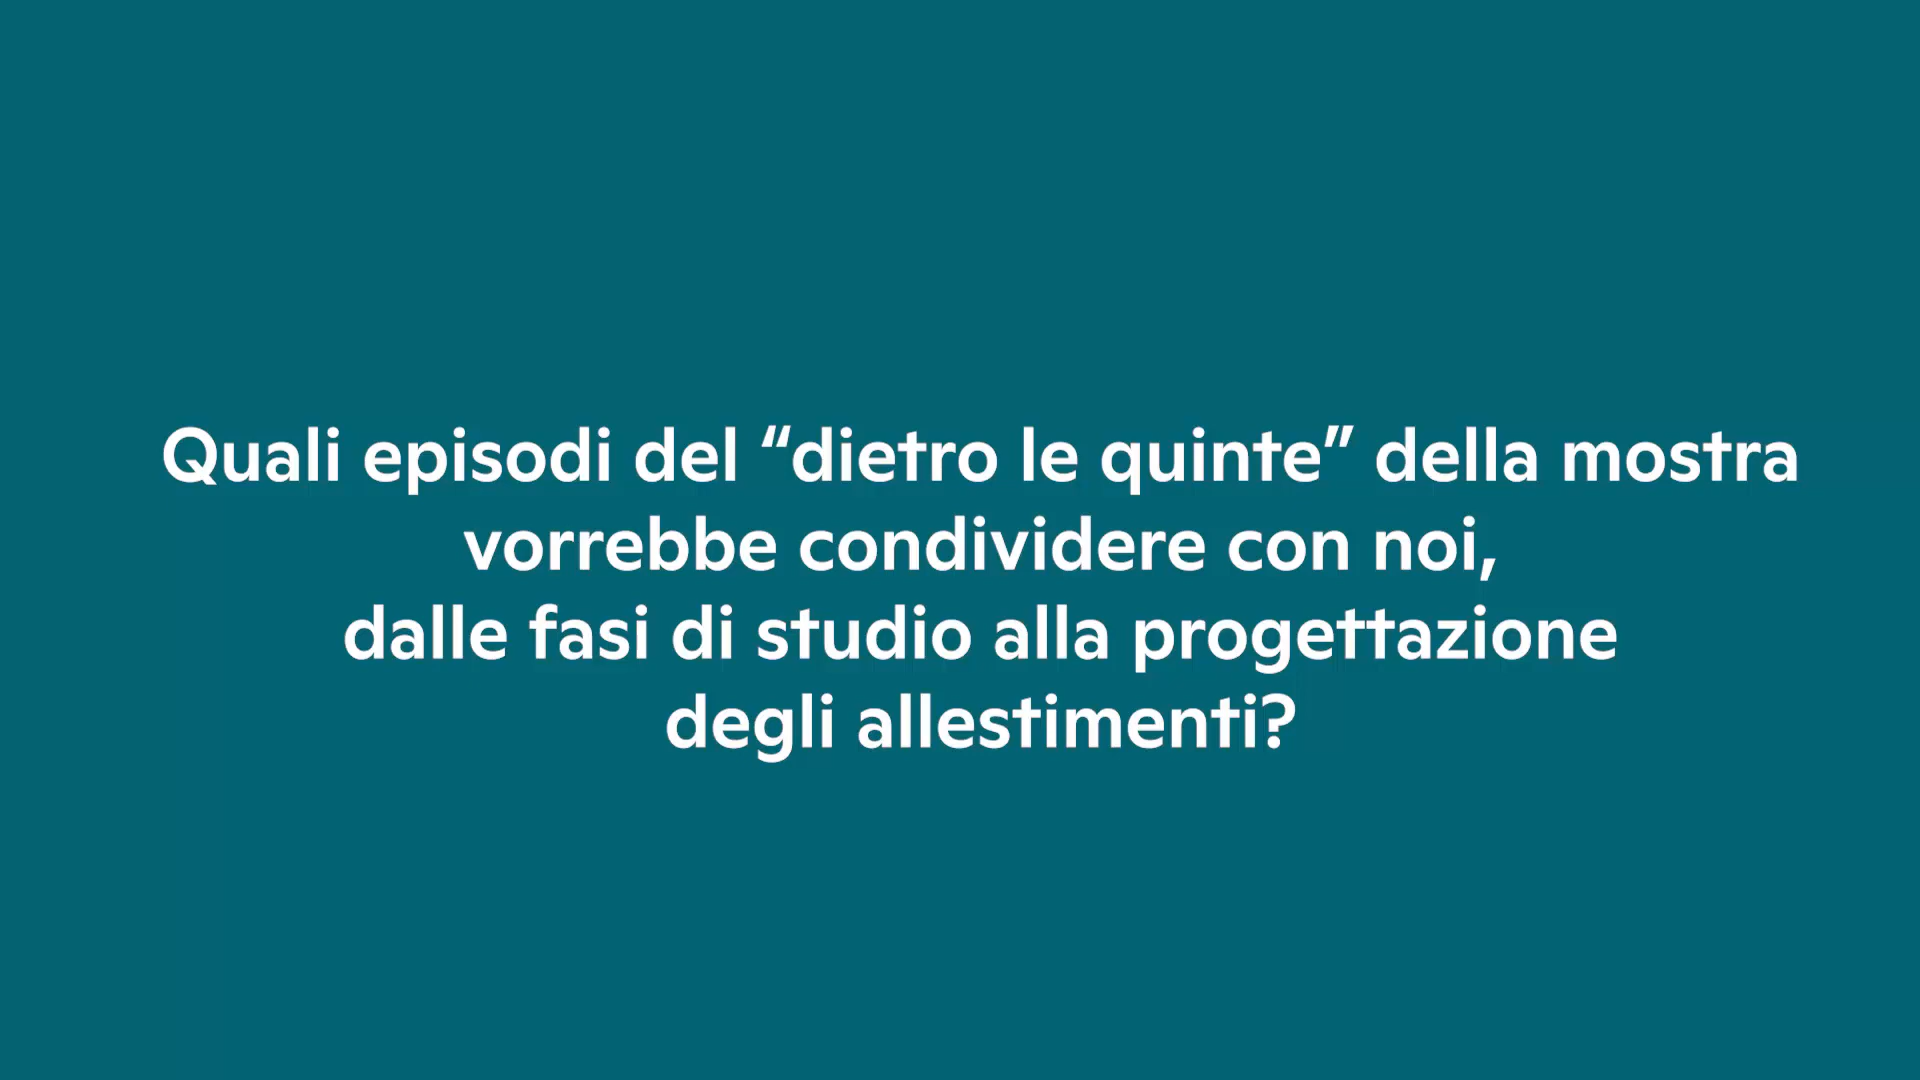 Quali episodi del “dietro le quinte” della mostra
vorrebbe condividere con noi,
dalle fasi di studio alla progettazione
degli allestimenti?